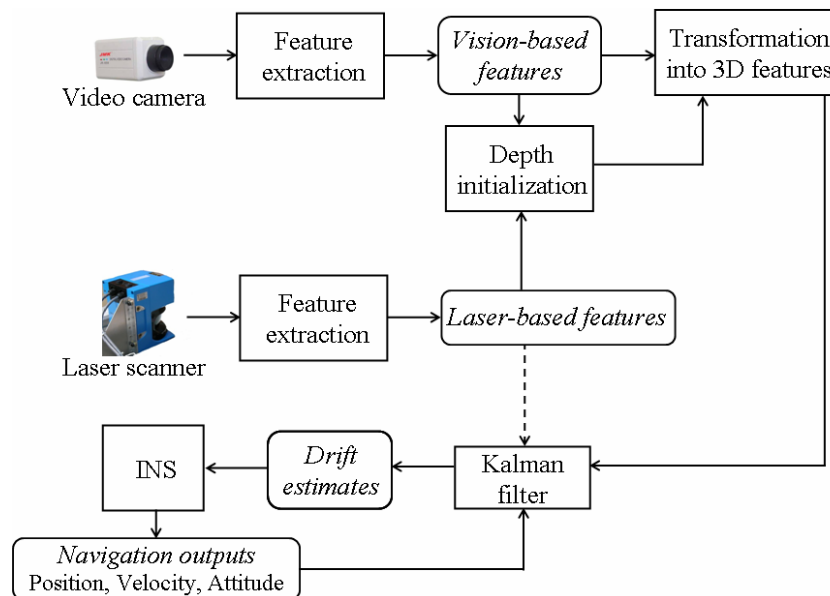 Feature
extraction
Vision-based
features
Transformation
into 3D features
Video camera
Depth
initialization
Feature
extraction
Laser-based features
Laser scanner
INS
Drift
estimates
Kalman
filter
Navigation outputs
Position, Velocity, Attitude